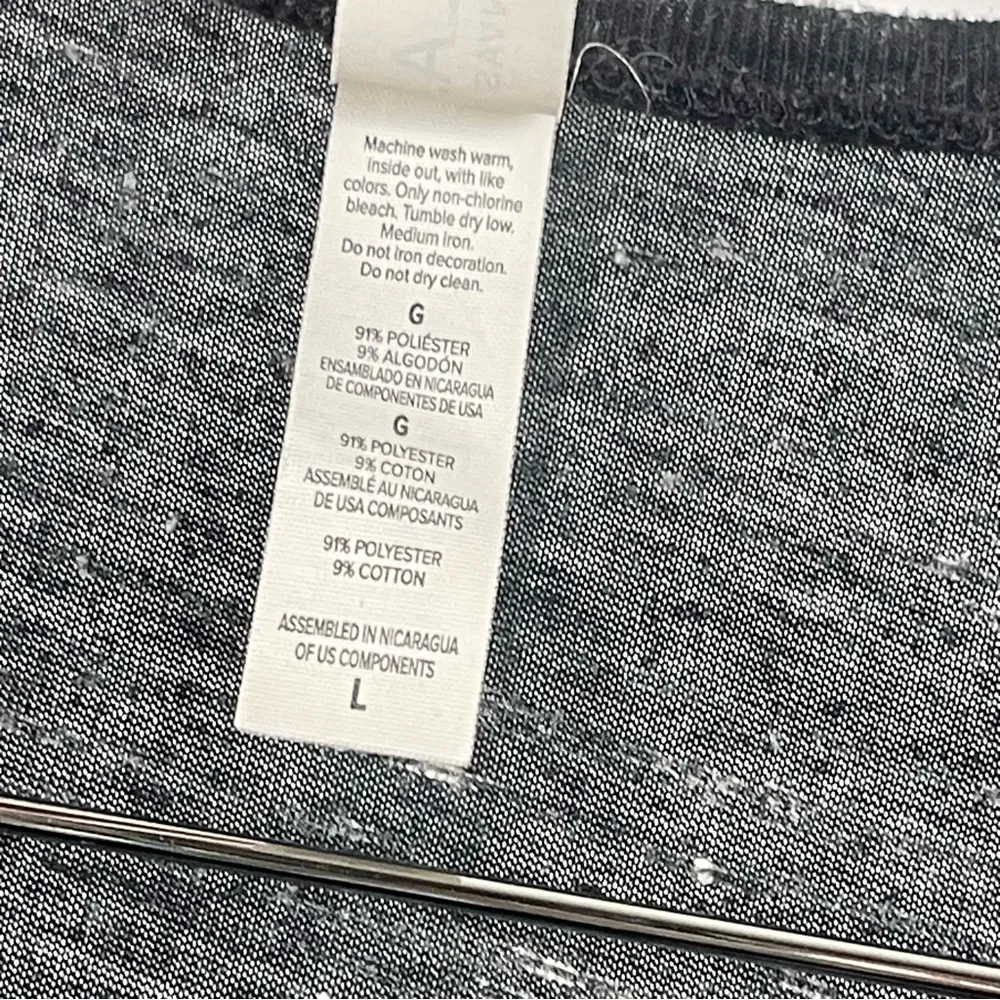 Machine wash warm,
inside out, with like
colors. Only non-chlorine
bleach. Tumble dry low.
Medium iron.
Do not iron decoration.
Do not dry clean.
G
91% POLIÉSTER
9% ALGODÓN
ENSAMBLADO EN NICARAGUA
DE COMPONENTES DE USA
G
91% POLYESTER
9% COTON
ASSEMBLÉ AU NICARAGUA
DE USA COMPOSANTS
91% POLYESTER
9% COTTON
ASSEMBLED IN NICARAGUA
OF US COMPONENTS
L